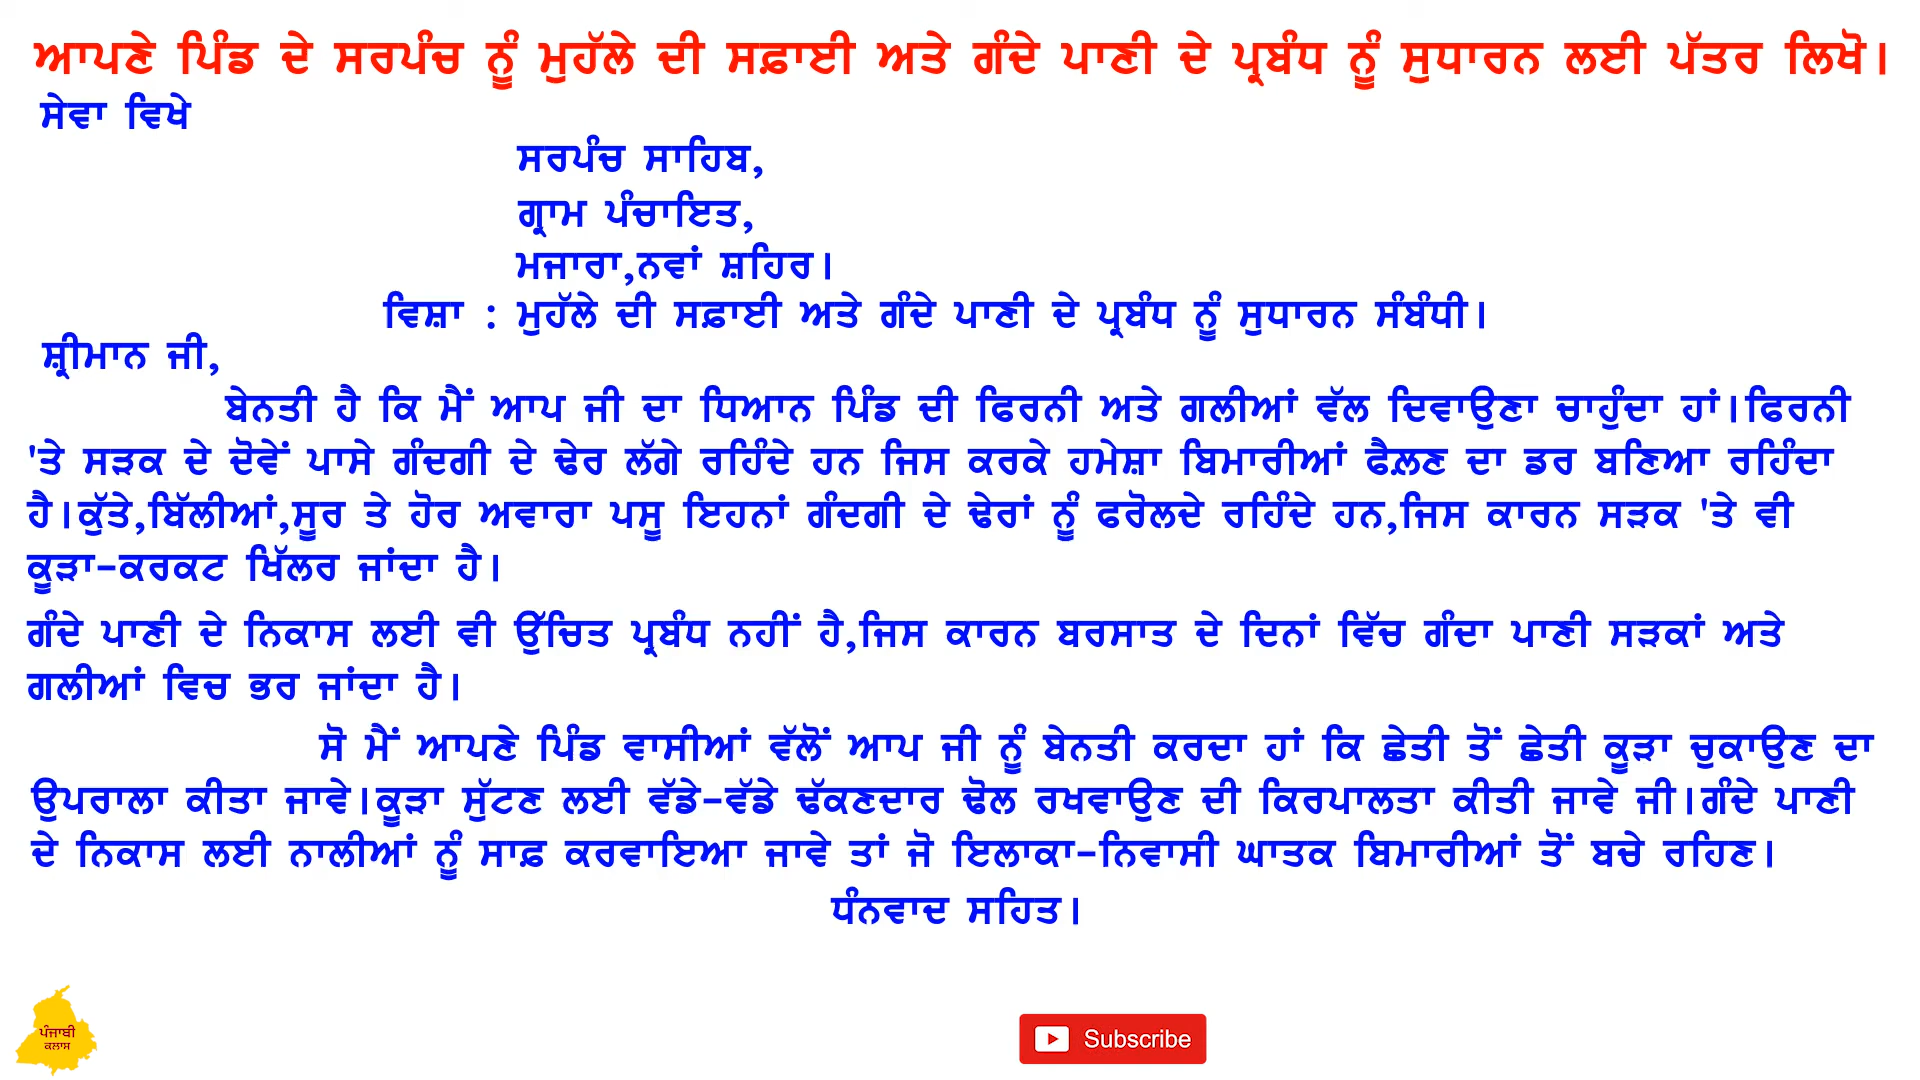 ਆਪਣੇ ਪਿੰਡ ਦੇ ਸਰਪੰਚ ਨੂੰ ਮੁਹੱਲੇ ਦੀ ਸਫ਼ਾਈ ਅਤੇ ਗੰਦੇ ਪਾਣੀ ਦੇ ਪ੍ਰਬੰਧ ਨੂੰ ਸੁਧਾਰਨ ਲਈ ਪੱਤਰ ਲਿਖੋ।
ਸੇਵਾ ਵਿਖੇ
ਸਰਪੰਚ ਸਾਹਿਬ,
ਗ੍ਰਾਮ ਪੰਚਾਇਤ,
ਮਜਾਰਾ,ਨਵਾਂ ਸ਼ਹਿਰ।
ਵਿਸ਼ਾ : ਮੁਹੱਲੇ ਦੀ ਸਫ਼ਾਈ ਅਤੇ ਗੰਦੇ ਪਾਣੀ ਦੇ ਪ੍ਰਬੰਧ ਨੂੰ ਸੁਧਾਰਨ ਸੰਬੰਧੀ।
ਸ਼੍ਰੀਮਾਨ ਜੀ,
ਬੇਨਤੀ ਹੈ ਕਿ ਮੈਂ ਆਪ ਜੀ ਦਾ ਧਿਆਨ ਪਿੰਡ ਦੀ ਫਿਰਨੀ ਅਤੇ ਗਲੀਆਂ ਵੱਲ ਦਿਵਾਉਣਾ ਚਾਹੁੰਦਾ ਹਾਂ।ਫਿਰਨੀ
'ਤੇ ਸੜਕ ਦੇ ਦੋਵੇਂ ਪਾਸੇ ਗੰਦਗੀ ਦੇ ਢੇਰ ਲੱਗੇ ਰਹਿੰਦੇ ਹਨ ਜਿਸ ਕਰਕੇ ਹਮੇਸ਼ਾ ਬਿਮਾਰੀਆਂ ਫੈਲਣ ਦਾ ਡਰ ਬਣਿਆ ਰਹਿੰਦਾ
ਹੈ।ਕੁੱਤੇ,ਬਿੱਲੀਆਂ,ਸੂਰ ਤੇ ਹੋਰ ਅਵਾਰਾ ਪਸੂ ਇਹਨਾਂ ਗੰਦਗੀ ਦੇ ਢੇਰਾਂ ਨੂੰ ਫਰੋਲਦੇ ਰਹਿੰਦੇ ਹਨ,ਜਿਸ ਕਾਰਨ ਸੜਕ 'ਤੇ ਵੀ
ਕੂੜਾ-ਕਰਕਟ ਖਿੱਲਰ ਜਾਂਦਾ ਹੈ।
ਗੰਦੇ ਪਾਣੀ ਦੇ ਨਿਕਾਸ ਲਈ ਵੀ ਉੱਚਿਤ ਪ੍ਰਬੰਧ ਨਹੀਂ ਹੈ,ਜਿਸ ਕਾਰਨ ਬਰਸਾਤ ਦੇ ਦਿਨਾਂ ਵਿੱਚ ਗੰਦਾ ਪਾਣੀ ਸੜਕਾਂ ਅਤੇ
ਗਲੀਆਂ ਵਿਚ ਭਰ ਜਾਂਦਾ ਹੈ।
ਸੋ ਮੈਂ ਆਪਣੇ ਪਿੰਡ ਵਾਸੀਆਂ ਵੱਲੋਂ ਆਪ ਜੀ ਨੂੰ ਬੇਨਤੀ ਕਰਦਾ ਹਾਂ ਕਿ ਛੇਤੀ ਤੋਂ ਛੇਤੀ ਕੂੜਾ ਚੁਕਾਉਣ ਦਾ
ਉਪਰਾਲਾ ਕੀਤਾ ਜਾਵੇ।ਕੂੜਾ ਸੁੱਟਣ ਲਈ ਵੱਡੇ-ਵੱਡੇ ਢੱਕਣਦਾਰ ਢੋਲ ਰਖਵਾਉਣ ਦੀ ਕਿਰਪਾਲਤਾ ਕੀਤੀ ਜਾਵੇ ਜੀ।ਗੰਦੇ ਪਾਣੀ
ਦੇ ਨਿਕਾਸ ਲਈ ਨਾਲੀਆਂ ਨੂੰ ਸਾਫ਼ ਕਰਵਾਇਆ ਜਾਵੇ ਤਾਂ ਜੋ ਇਲਾਕਾ-ਨਿਵਾਸੀ ਘਾਤਕ ਬਿਮਾਰੀਆਂ ਤੋਂ ਬਚੇ ਰਹਿਣ।
ਧੰਨਵਾਦ ਸਹਿਤ।
ਪੰਜਾਬੀ
ਕਲਾਸ
Subscribe